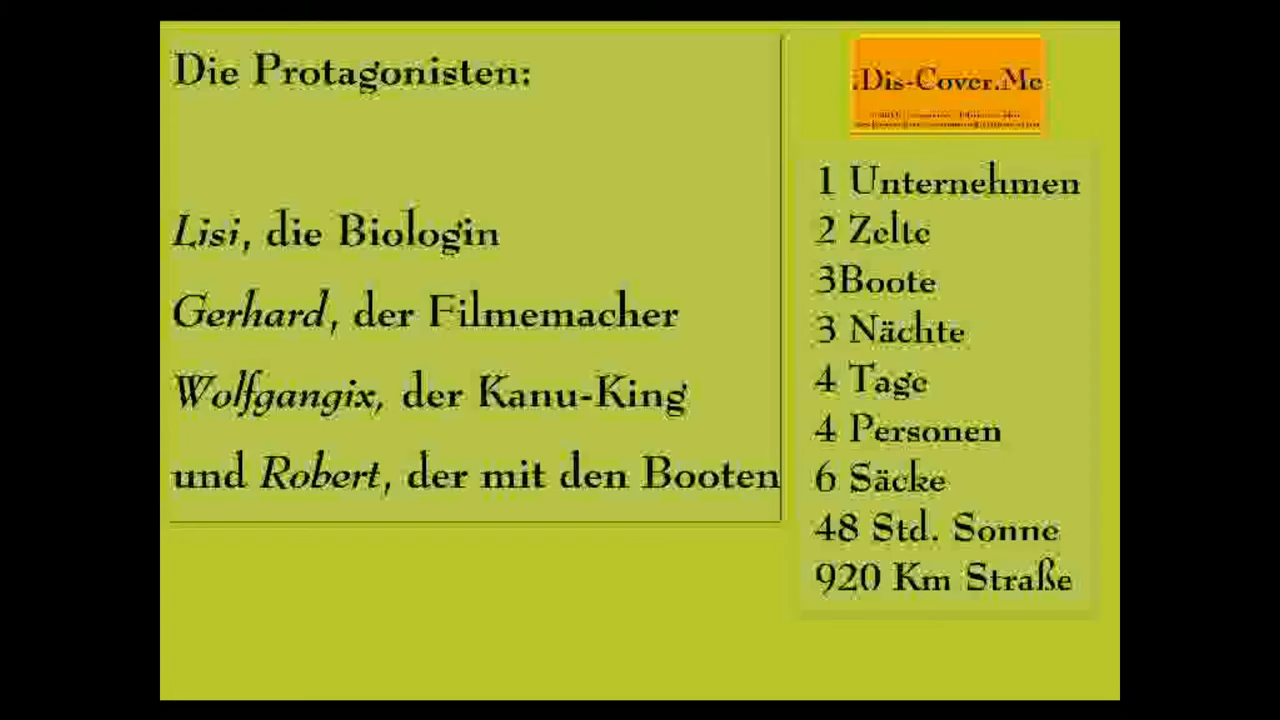 Die Protagonisten:
Lisi, die Biologin
Gerhard, der Filmemacher
Wolfgangix, der Kanu-King
und Robert, der mit den Booten
.Dis-Cover.Me
1 Unternehmen
2 Zelte
3Boote
3 Nächte
4 Tage
4 Personen
6 Säcke
48 Std. Sonne
920 Km Straße